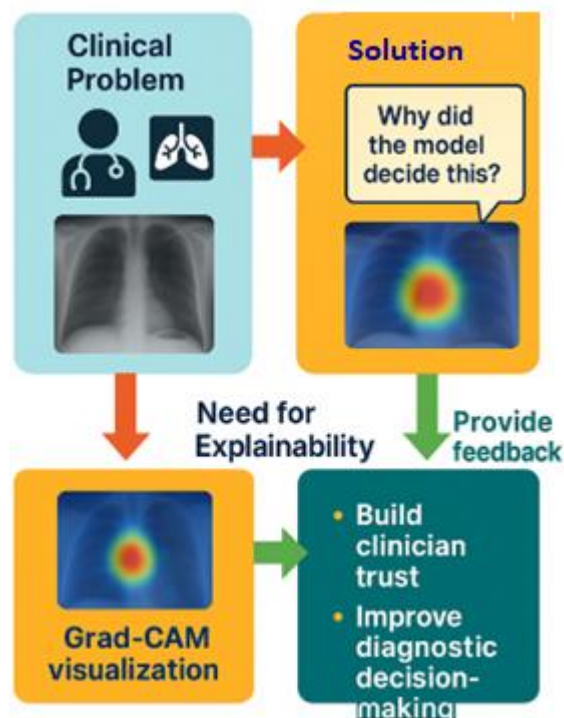 Clinical
Problem
Solution
Why did
the model
decide this?
Need for
Explainability
Provide
feedback
Grad-CAM
visualization
• Build
clinician
trust
• Improve
diagnostic
decision-
making